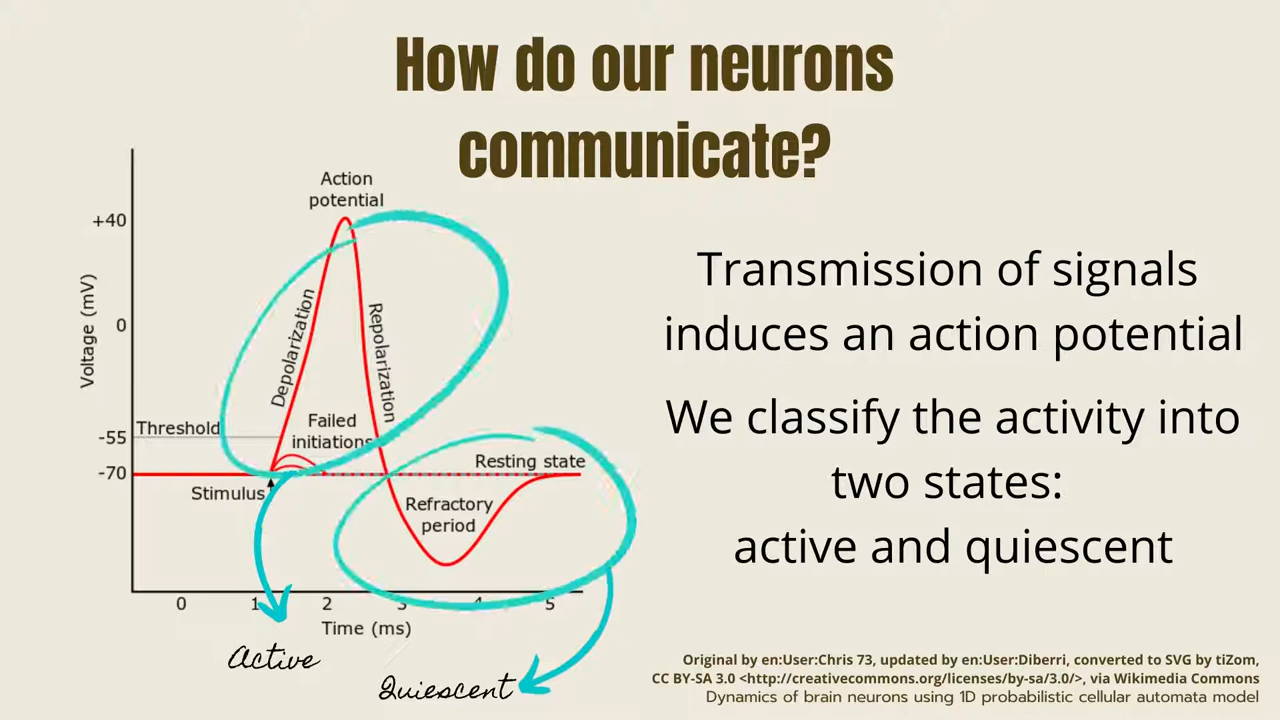 How do our neurons
communicate?
Action
potential
+40
0
-55
-70
Voltage (mV)
Depolarization
Repolarization
Threshold
Failed
initiations
Stimulus
Resting state
Refractory
period
0 1 2 3 4 5
Time (ms)
Active
Quiescent
Transmission of signals
induces an action potential
We classify the activity into
two states:
active and quiescent
Original by en:User:Chris 73, updated by en:User:Diberri, converted to SVG by tiZom,
CC BY-SA 3.0 <http://creativecommons.org/licenses/by-sa/3.0/>, via Wikimedia Commons
Dynamics of brain neurons using 1D probabilistic cellular automata model